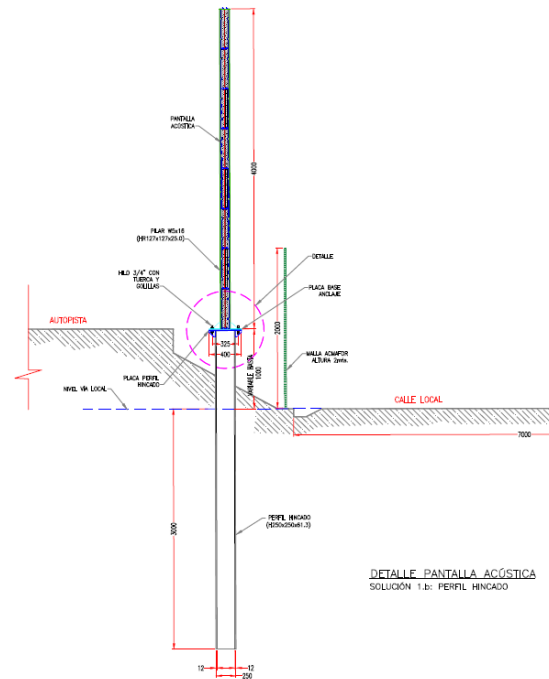 PANTALLA
ACÚSTICA
4000
PILAR W5x16
(HR127x127x25.0)
DETALLE
HILO 3/4" CON
TUERCA Y
GOLILLAS
PLACA BASE
ANCLAJE
2000
AUTOPISTA
325
400
PLACA PERFIL
HINCADO
VARIABLE HASTA
1000
MALLA ACMAFOR
ALTURA 2mts.
NIVEL VÍA LOCAL
CALLE LOCAL
7000
3000
PERFIL HINCADO
(H250x250x61.3)
12
12
250
DETALLE PANTALLA ACÚSTICA
SOLUCIÓN 1.b: PERFIL HINCADO